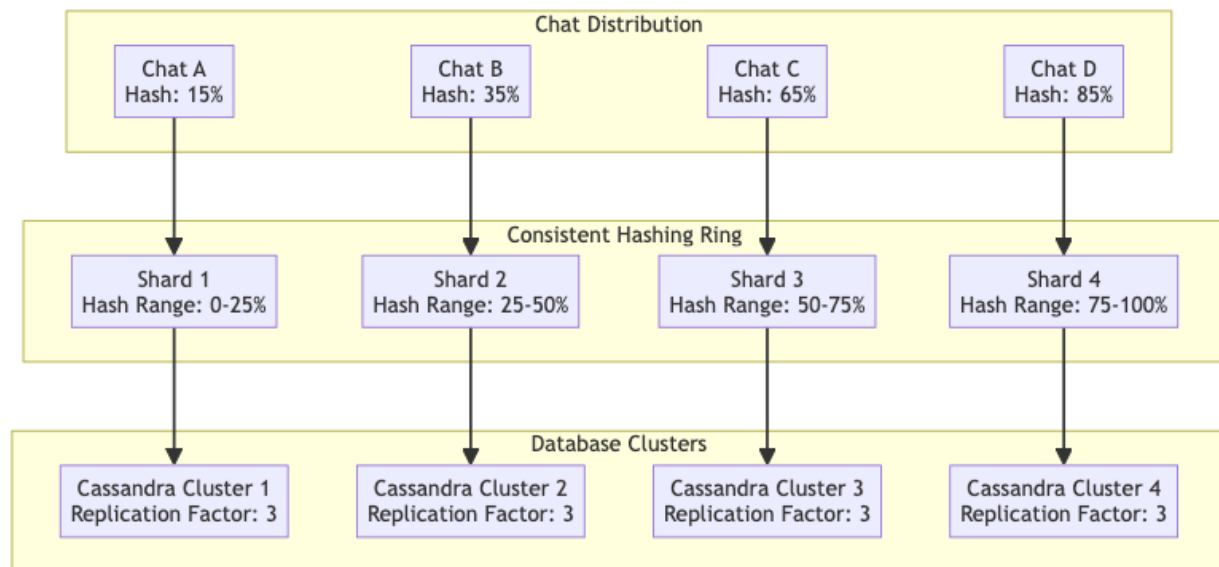 Chat Distribution
Chat A
Hash: 15%
Chat B
Hash: 35%
Chat C
Hash: 65%
Chat D
Hash: 85%
Consistent Hashing Ring
Shard 1
Hash Range: 0-25%
Shard 2
Hash Range: 25-50%
Shard 3
Hash Range: 50-75%
Shard 4
Hash Range: 75-100%
Database Clusters
Cassandra Cluster 1
Replication Factor: 3
Cassandra Cluster 2
Replication Factor: 3
Cassandra Cluster 3
Replication Factor: 3
Cassandra Cluster 4
Replication Factor: 3